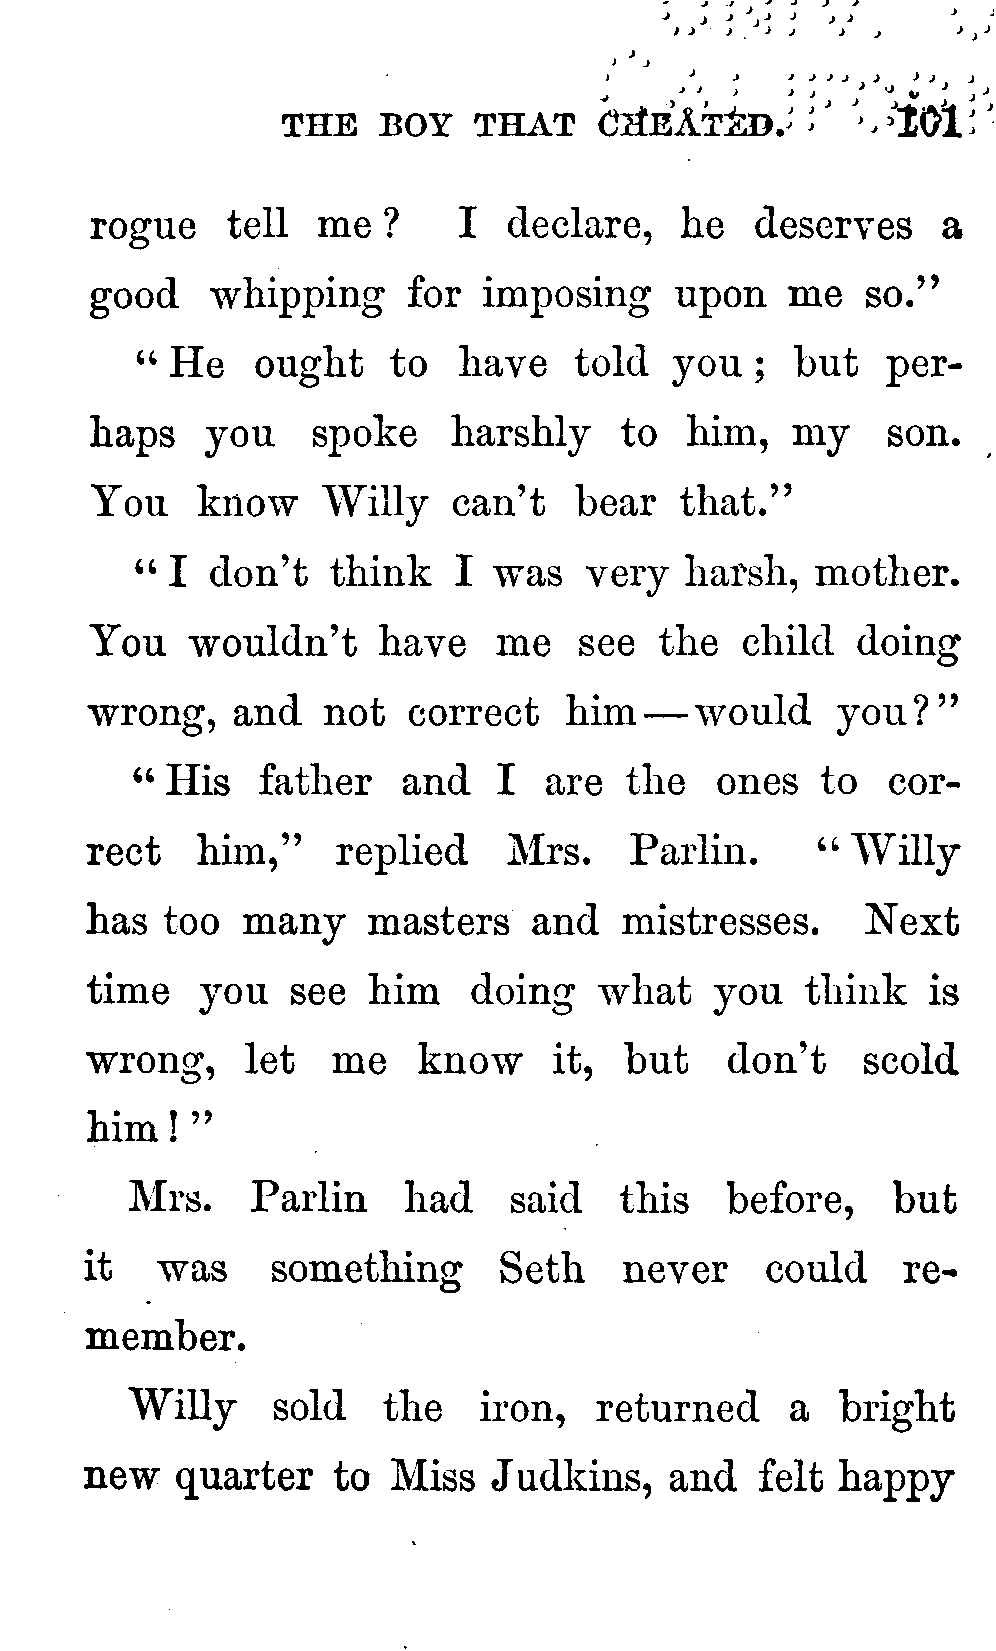 THE BOY THAT CHEATED. 101
rogue tell me? I declare, he deserves a
good whipping for imposing upon me so."
"He ought to have told you; but per-
haps you spoke harshly to him, my son.
You know Willy can't bear that."
"I don't think I was very harsh, mother.
You wouldn't have me see the child doing
wrong, and not correct him—would you?"
"His father and I are the ones to cor-
rect him," replied Mrs. Parlin. "Willy
has too many masters and mistresses. Next
time you see him doing what you think is
wrong, let me know it, but don't scold
him!"
Mrs. Parlin had said this before, but
it was something Seth never could re-
member.
Willy sold the iron, returned a bright
new quarter to Miss Judkins, and felt happy